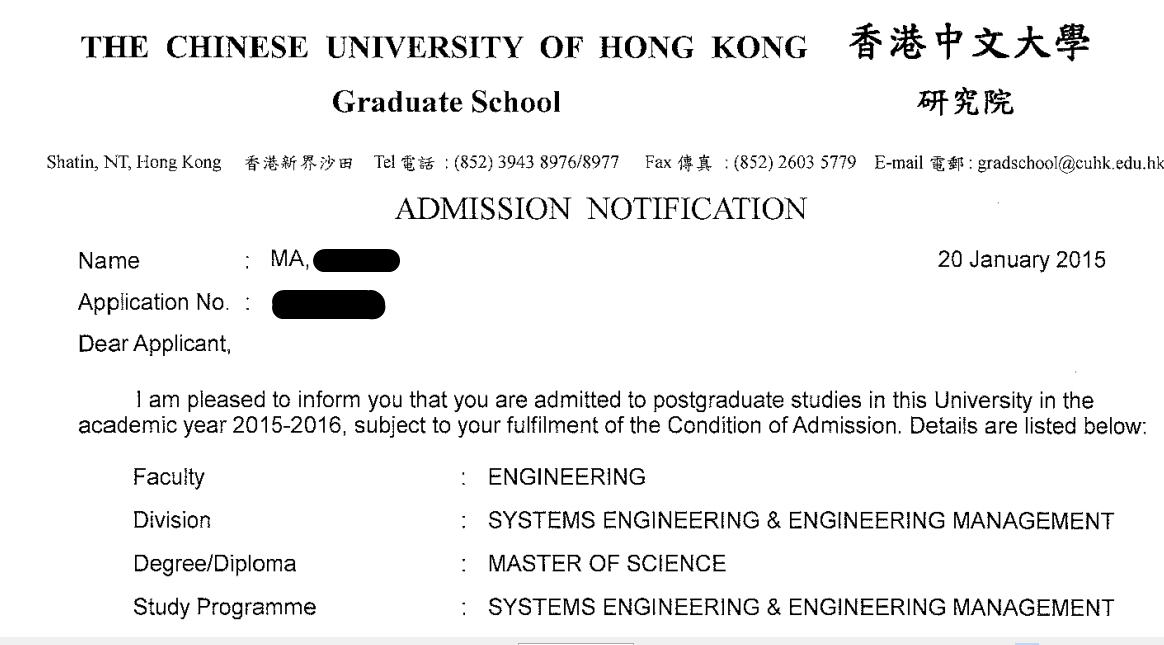 THE CHINESE UNIVERSITY OF HONG KONG 香港中文大學
Graduate School 研究院
Shatin, NT, Hong Kong 香港新界沙田 Tel 電話 : (852) 3943 8976/8977 Fax 傳真 : (852) 2603 5779 E-mail 電郵 : gradschool@cuhk.edu.hk
ADMISSION NOTIFICATION
Name : MA, 20 January 2015
Application No. :
Dear Applicant,
I am pleased to inform you that you are admitted to postgraduate studies in this University in the
academic year 2015-2016, subject to your fulfilment of the Condition of Admission. Details are listed below:
Faculty : ENGINEERING
Division : SYSTEMS ENGINEERING & ENGINEERING MANAGEMENT
Degree/Diploma : MASTER OF SCIENCE
Study Programme : SYSTEMS ENGINEERING & ENGINEERING MANAGEMENT